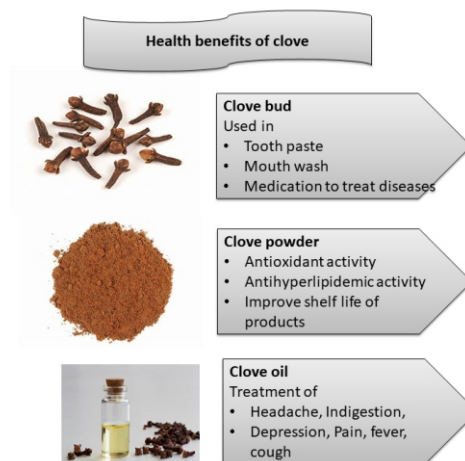 Health benefits of clove
Clove bud
Used in
• Tooth paste
• Mouth wash
• Medication to treat diseases
Clove powder
• Antioxidant activity
• Antihyperlipidemic activity
• Improve shelf life of
products
Clove oil
Treatment of
• Headache, Indigestion,
• Depression, Pain, fever,
cough